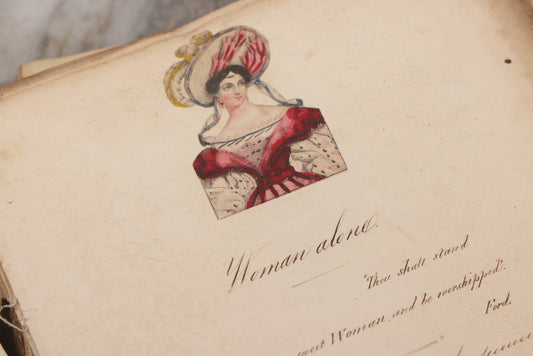 Woman alone.
"Thou shalt stand
sweet Woman, and be worshipped".
Ford.